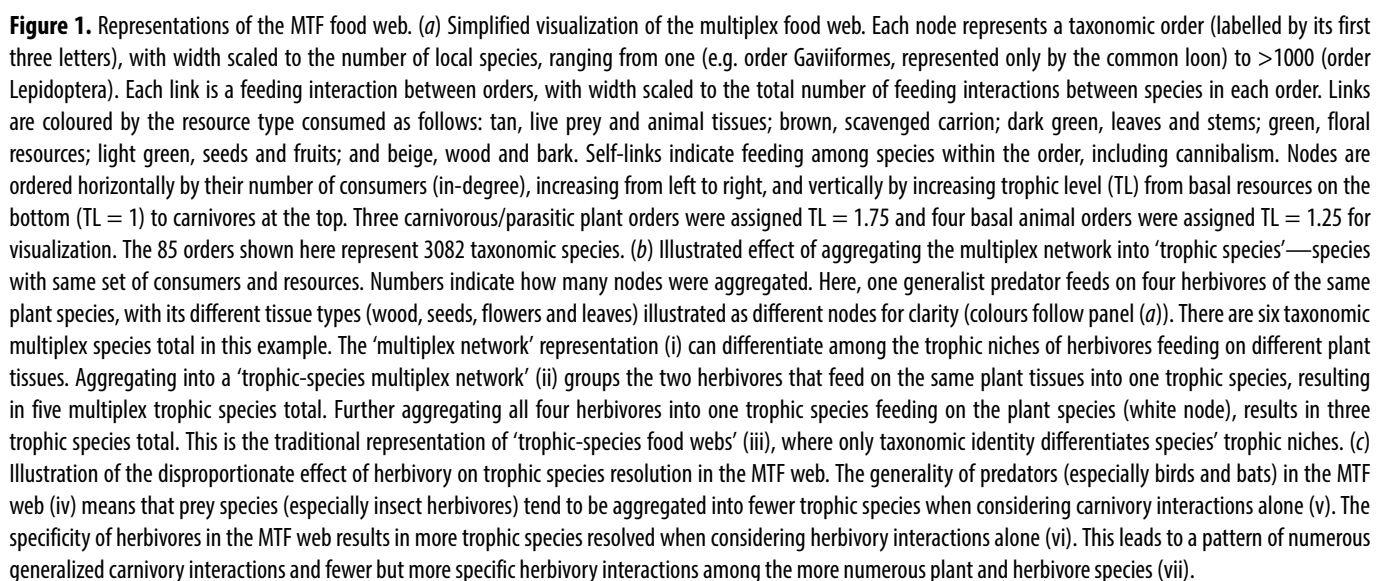 Figure 1. Representations of the MTF food web. (a) Simplified visualization of the multiplex food web. Each node represents a taxonomic order (labelled by its first
three letters), with width scaled to the number of local species, ranging from one (e.g. order Gaviiformes, represented only by the common loon) to >1000 (order
Lepidoptera). Each link is a feeding interaction between orders, with width scaled to the total number of feeding interactions between species in each order. Links
are coloured by the resource type consumed as follows: tan, live prey and animal tissues; brown, scavenged carrion; dark green, leaves and stems; green, floral
resources; light green, seeds and fruits; and beige, wood and bark. Self-links indicate feeding among species within the order, including cannibalism. Nodes are
ordered horizontally by their number of consumers (in-degree), increasing from left to right, and vertically by increasing trophic level (TL) from basal resources on the
bottom (TL = 1) to carnivores at the top. Three carnivorous/parasitic plant orders were assigned TL = 1.75 and four basal animal orders were assigned TL = 1.25 for
visualization. The 85 orders shown here represent 3082 taxonomic species. (b) Illustrated effect of aggregating the multiplex network into ‘trophic species’—species
with same set of consumers and resources. Numbers indicate how many nodes were aggregated. Here, one generalist predator feeds on four herbivores of the same
plant species, with its different tissue types (wood, seeds, flowers and leaves) illustrated as different nodes for clarity (colours follow panel (a)). There are six taxonomic
multiplex species total in this example. The ‘multiplex network’ representation (i) can differentiate among the trophic niches of herbivores feeding on different plant
tissues. Aggregating into a ‘trophic-species multiplex network’ (ii) groups the two herbivores that feed on the same plant tissues into one trophic species, resulting
in five multiplex trophic species total. Further aggregating all four herbivores into one trophic species feeding on the plant species (white node), results in three
trophic species total. This is the traditional representation of ‘trophic-species food webs’ (iii), where only taxonomic identity differentiates species’ trophic niches. (c)
Illustration of the disproportionate effect of herbivory on trophic species resolution in the MTF web. The generality of predators (especially birds and bats) in the MTF
web (iv) means that prey species (especially insect herbivores) tend to be aggregated into fewer trophic species when considering carnivory interactions alone (v). The
specificity of herbivores in the MTF web results in more trophic species resolved when considering herbivory interactions alone (vi). This leads to a pattern of numerous
generalized carnivory interactions and fewer but more specific herbivory interactions among the more numerous plant and herbivore species (vii).